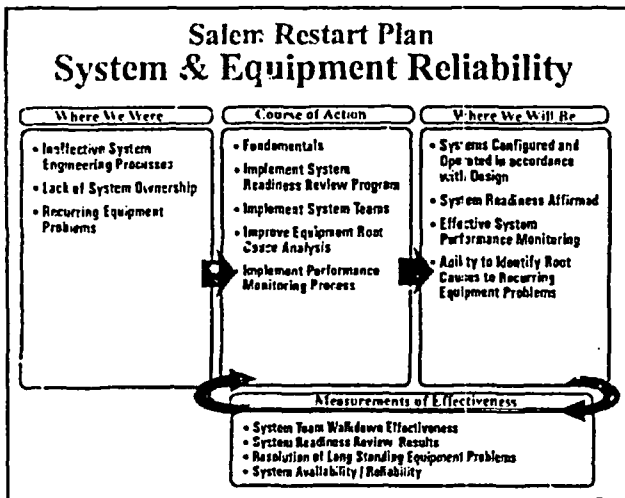 Salem Restart Plan
System & Equipment Reliability
Where We Were
• Ineffective System
Engineering Processes
• Lack of System Ownership
• Recurring Equipment
Problems
Course of Action
• Fundamentals
• Implement System
Readiness Review Program
• Implement System Teams
• Improve Equipment Root
Cause Analysis
• Implement Performance
Monitoring Process
Where We Will Be
• Systems Configured and
Operated in accordance
with Design
• System Readiness Affirmed
• Effective System
Performance Monitoring
• Ability to Identify Root
Causes to Recurring
Equipment Problems
Measurements of Effectiveness
• System Team Walkdown Effectiveness
• System Readiness Review Results
• Resolution of Long Standing Equipment Problems
• System Availability / Reliability